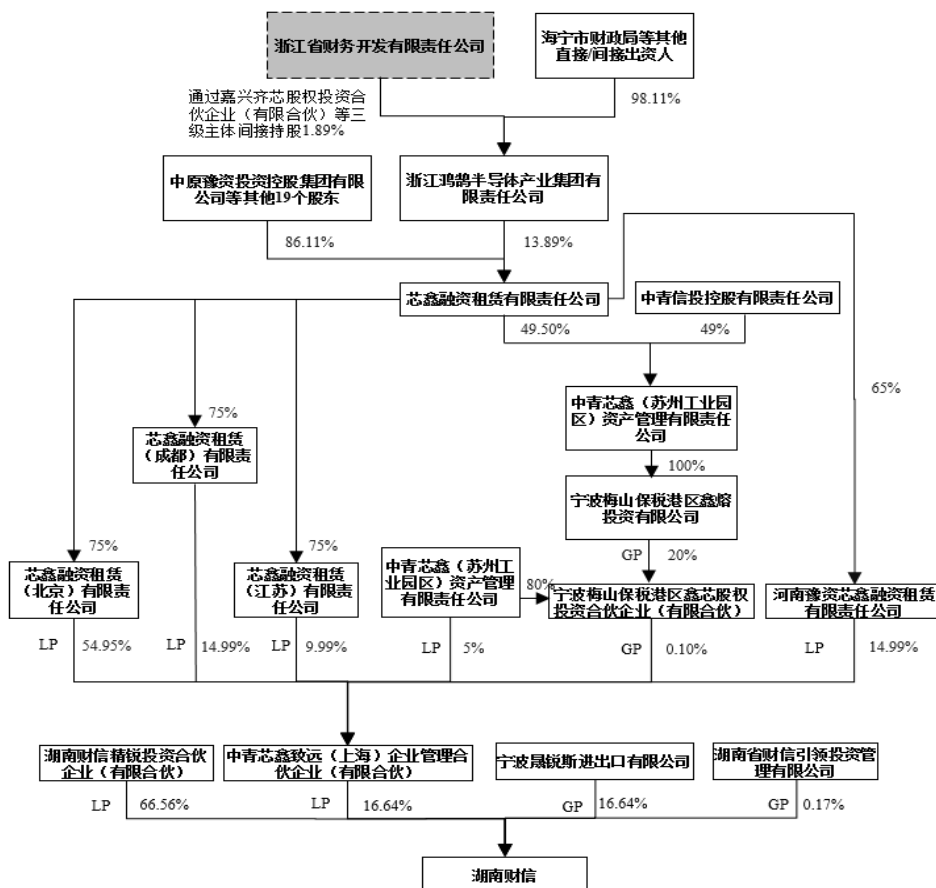 浙江省财务开发有限责任公司
海宁市财政局等其他
直接/间接出资人
通过嘉兴齐芯股权投资合
伙企业（有限合伙）等三
级主体间接持股1.89%
98.11%
中原豫资投资控股集团有限
公司等其他19个股东
浙江鸿鹄半导体产业集团有
限责任公司
86.11%
13.89%
芯鑫融资租赁有限责任公司
中青信投控股有限责任公司
49.50%
49%
中青芯鑫（苏州工业园
区）资产管理有限责任
公司
65%
75%
芯鑫融资租赁
（成都）有限责
任公司
100%
宁波梅山保税港区鑫熔
投资有限公司
75%
75%
GP
20%
芯鑫融资租赁
（北京）有限责
任公司
芯鑫融资租赁
（江苏）有限责
任公司
中青芯鑫（苏州工
业园区）资产管理
有限责任公司
80%
宁波梅山保税港区鑫芯股权
投资合伙企业（有限合伙）
河南豫资芯鑫融资租赁
有限责任公司
LP
54.95%
LP
14.99%
LP
9.99%
LP
5%
GP
0.10%
LP
14.99%
湖南财信精锐投资合伙
企业（有限合伙）
中青芯鑫致远（上海）企业管理合
伙企业（有限合伙）
宁波晟锐斯进出口有限公司
湖南省财信引领投资管
理有限公司
LP
66.56%
LP
16.64%
GP
16.64%
GP
0.17%
湖南财信